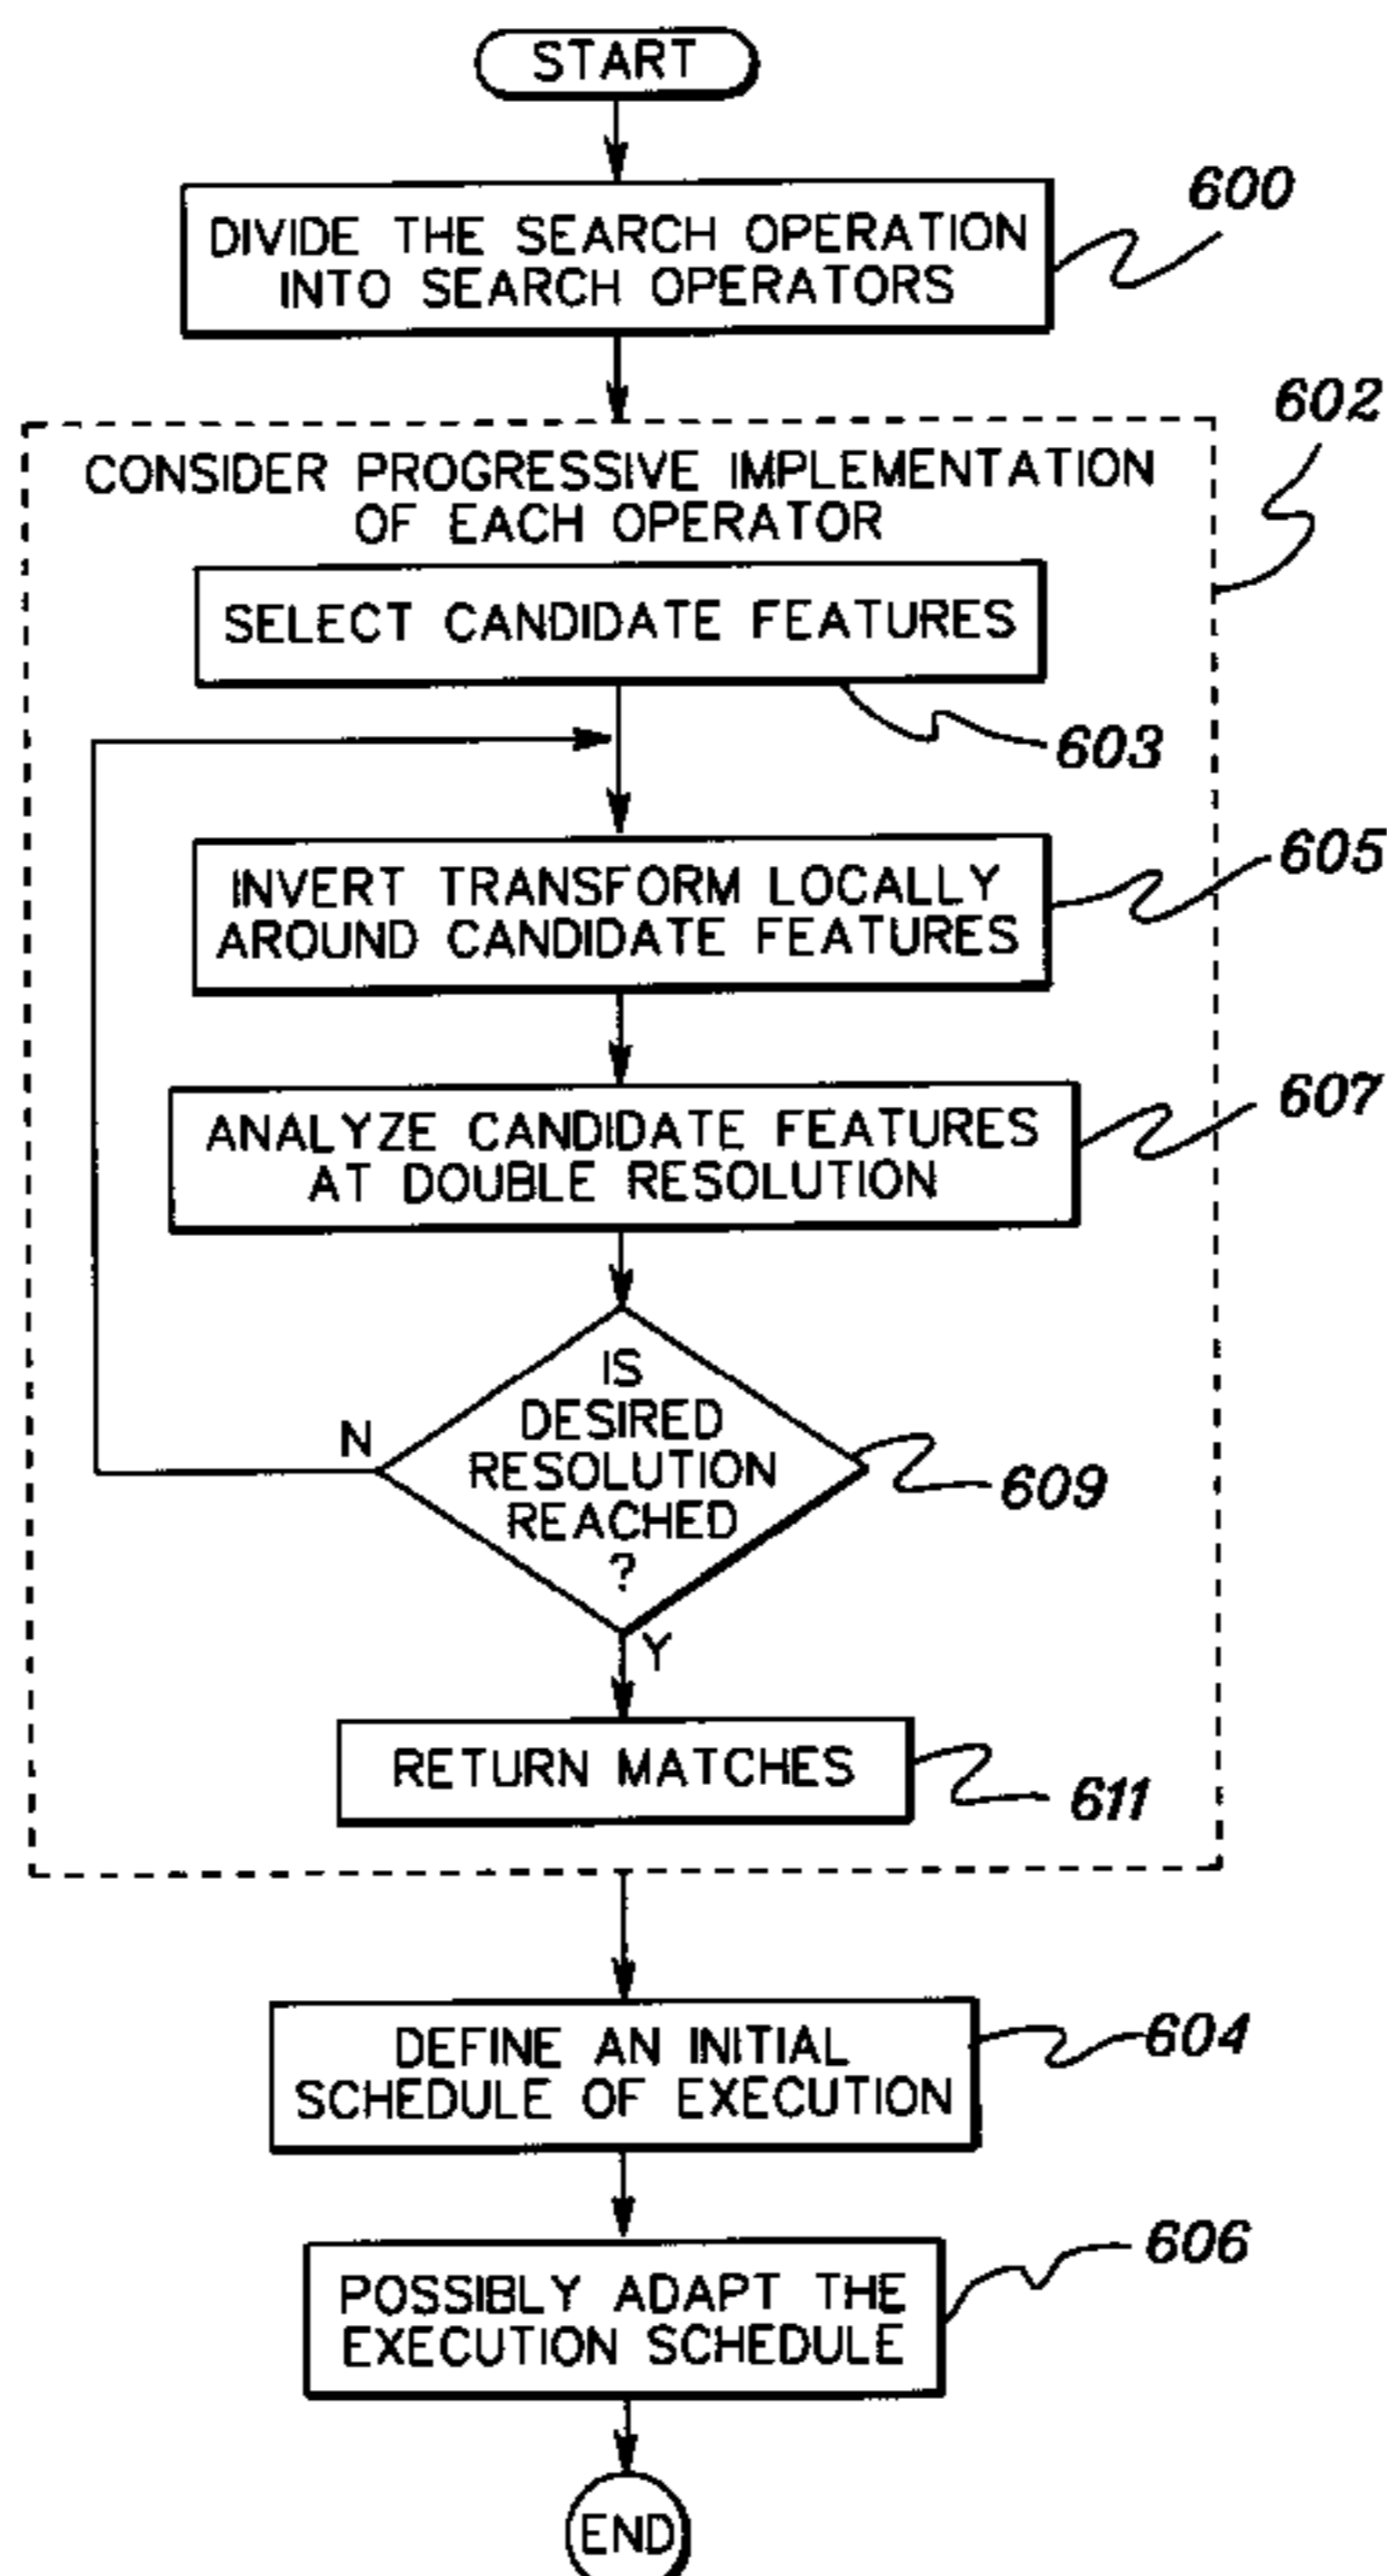 START
DIVIDE THE SEARCH OPERATION
INTO SEARCH OPERATORS
600
602
CONSIDER PROGRESSIVE IMPLEMENTATION
OF EACH OPERATOR
SELECT CANDIDATE FEATURES
603
INVERT TRANSFORM LOCALLY
AROUND CANDIDATE FEATURES
605
ANALYZE CANDIDATE FEATURES
AT DOUBLE RESOLUTION
607
IS
DESIRED
RESOLUTION
REACHED
?
N
609
Y
RETURN MATCHES
611
DEFINE AN INITIAL
SCHEDULE OF EXECUTION
604
POSSIBLY ADAPT THE
EXECUTION SCHEDULE
606
END